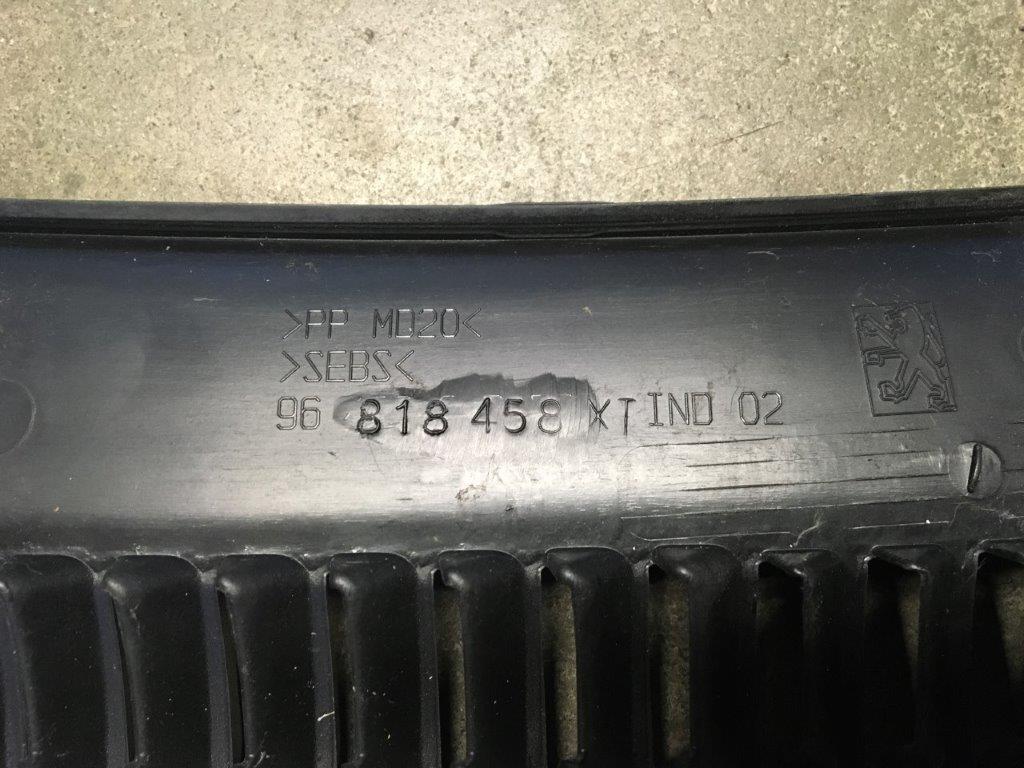 >PP MD20<
>SEBS<
96 818 458 XT IND 02